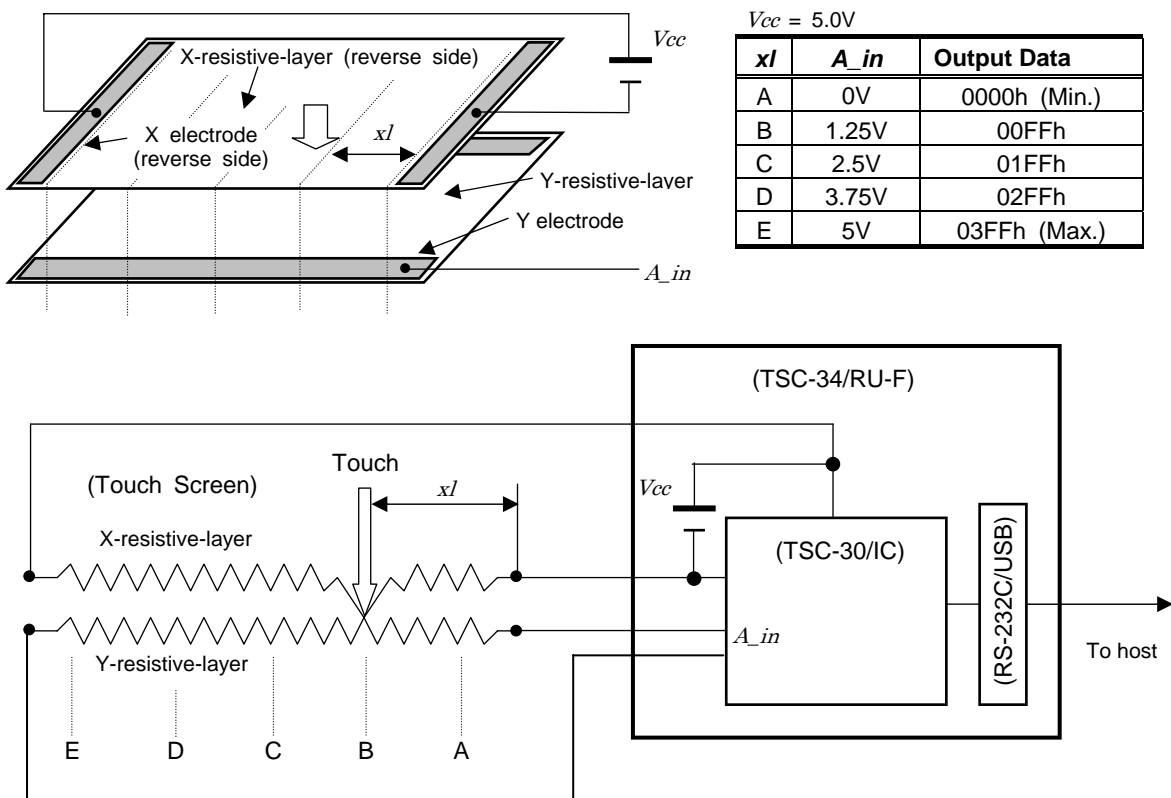 Vcc = 5.0V
xl A_in Output Data
A 0V 0000h (Min.)
B 1.25V 00FFh
C 2.5V 01FFh
D 3.75V 02FFh
E 5V 03FFh (Max.)
Vcc
X-resistive-layer (reverse side)
X electrode
(reverse side)
xl
Y-resistive-layer
Y electrode
A_in
(TSC-34/RU-F)
Touch
(Touch Screen)
xl
Vcc
X-resistive-layer
(TSC-30/IC)
(RS-232C/USB)
A_in
To host
Y-resistive-layer
E D C B A